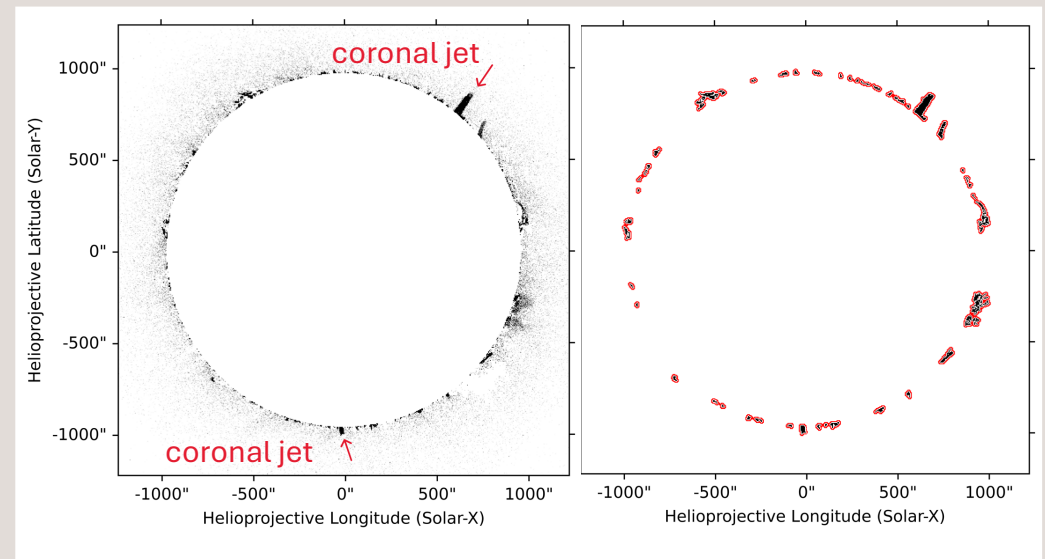 coronal jet
1000"
500"
0"
-500"
-1000"
Helioprojective Latitude (Solar-Y)
coronal jet
-1000" -500" 0" 500" 1000"
Helioprojective Longitude (Solar-X)
-1000" -500" 0" 500" 1000"
Helioprojective Longitude (Solar-X)